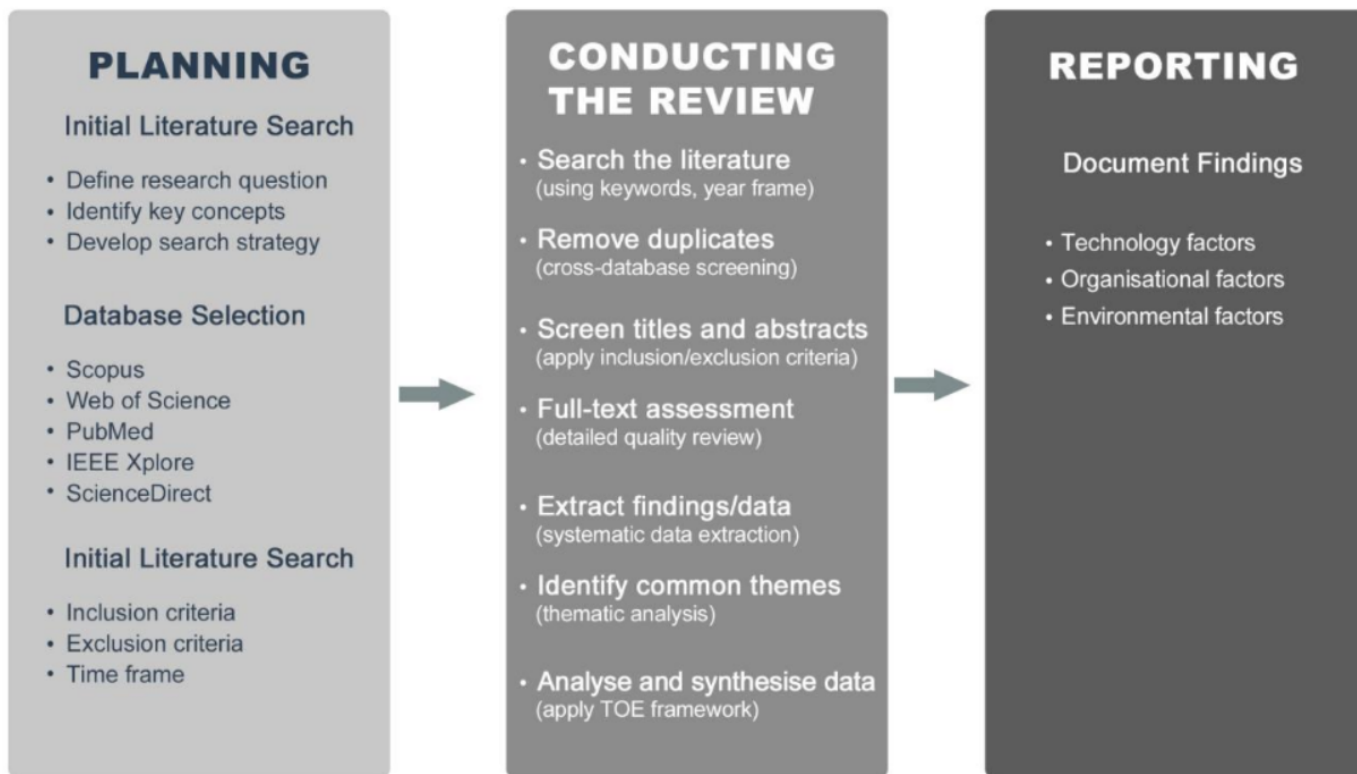 PLANNING
Initial Literature Search
• Define research question
• Identify key concepts
• Develop search strategy
Database Selection
• Scopus
• Web of Science
• PubMed
• IEEE Xplore
• ScienceDirect
Initial Literature Search
• Inclusion criteria
• Exclusion criteria
• Time frame
CONDUCTING
THE REVIEW
• Search the literature
(using keywords, year frame)
• Remove duplicates
(cross-database screening)
• Screen titles and abstracts
(apply inclusion/exclusion criteria)
• Full-text assessment
(detailed quality review)
• Extract findings/data
(systematic data extraction)
• Identify common themes
(thematic analysis)
• Analyse and synthesise data
(apply TOE framework)
REPORTING
Document Findings
• Technology factors
• Organisational factors
• Environmental factors